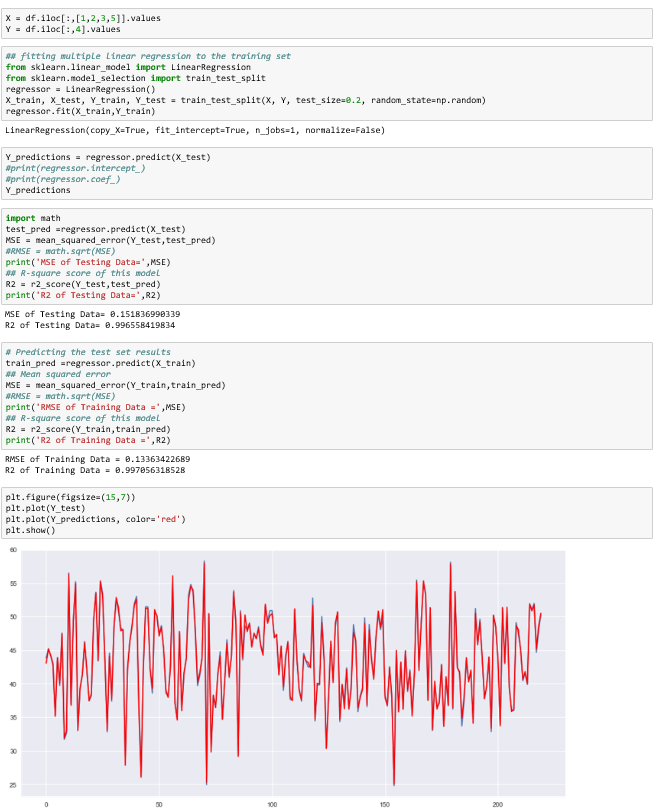 X = df.iloc[:,[1,2,3,5]].values
Y = df.iloc[:,4].values
## fitting multiple linear regression to the training set
from sklearn.linear_model import LinearRegression
from sklearn.model_selection import train_test_split
regressor = LinearRegression()
X_train, X_test, Y_train, Y_test = train_test_split(X, Y, test_size=0.2, random_state=np.random)
regressor.fit(X_train,Y_train)
LinearRegression(copy_X=True, fit_intercept=True, n_jobs=1, normalize=False)
Y_predictions = regressor.predict(X_test)
#print(regressor.intercept_)
#print(regressor.coef_)
Y_predictions
import math
test_pred =regressor.predict(X_test)
MSE = mean_squared_error(Y_test,test_pred)
#RMSE = math.sqrt(MSE)
print('MSE of Testing Data=',MSE)
## R-square score of this model
R2 = r2_score(Y_test,test_pred)
print('R2 of Testing Data=',R2)
MSE of Testing Data= 0.151836990339
R2 of Testing Data= 0.996558419834
# Predicting the test set results
train_pred =regressor.predict(X_train)
## Mean squared error
MSE = mean_squared_error(Y_train,train_pred)
#RMSE = math.sqrt(MSE)
print('RMSE of Training Data =',MSE)
## R-square score of this model
R2 = r2_score(Y_train,train_pred)
print('R2 of Training Data =',R2)
RMSE of Training Data = 0.13363422689
R2 of Training Data = 0.997056318528
plt.figure(figsize=(15,7))
plt.plot(Y_test)
plt.plot(Y_predictions, color='red')
plt.show()
60
55
50
45
40
35
30
25
0 50 100 150 200